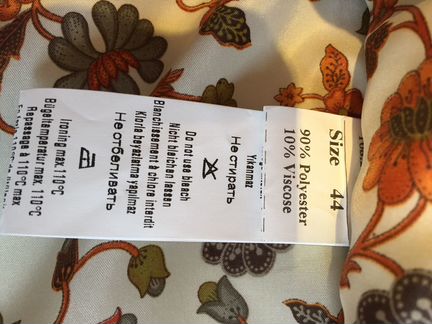 Size 44
90% Polyester
10% Viscose
Yıkanmaz
Не стирать
Do not use bleach
Nicht bleichen lassen
Blanchissement à chlore interdit
Klorla beyazlatma yapılmaz
Не отбеливать
Ironing max. 110°C
Bügeltemperatur max. 110°C
Repassage à 110°C max.